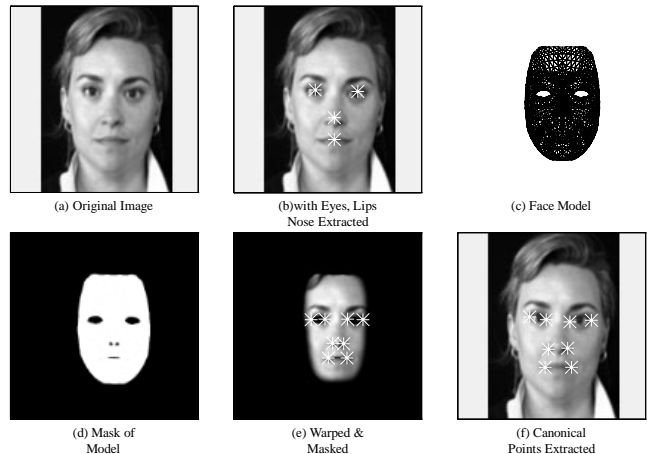 (a) Original Image
(b)with Eyes, Lips
Nose Extracted
(c) Face Model
(d) Mask of
Model
(e) Warped &
Masked
(f) Canonical
Points Extracted